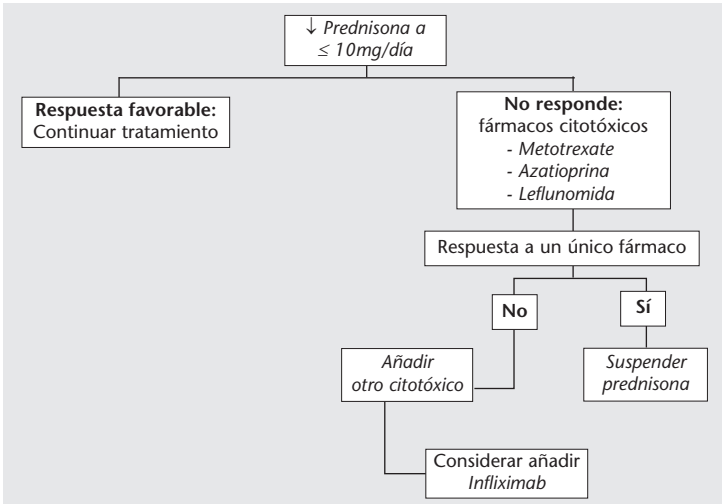 ↓ Prednisona a
≤ 10mg/día
Respuesta favorable:
Continuar tratamiento
No responde:
fármacos citotóxicos
- Metotrexate
- Azatioprina
- Leflunomida
Respuesta a un único fármaco
No
Sí
Añadir
otro citotóxico
Suspender
prednisona
Considerar añadir
Infliximab